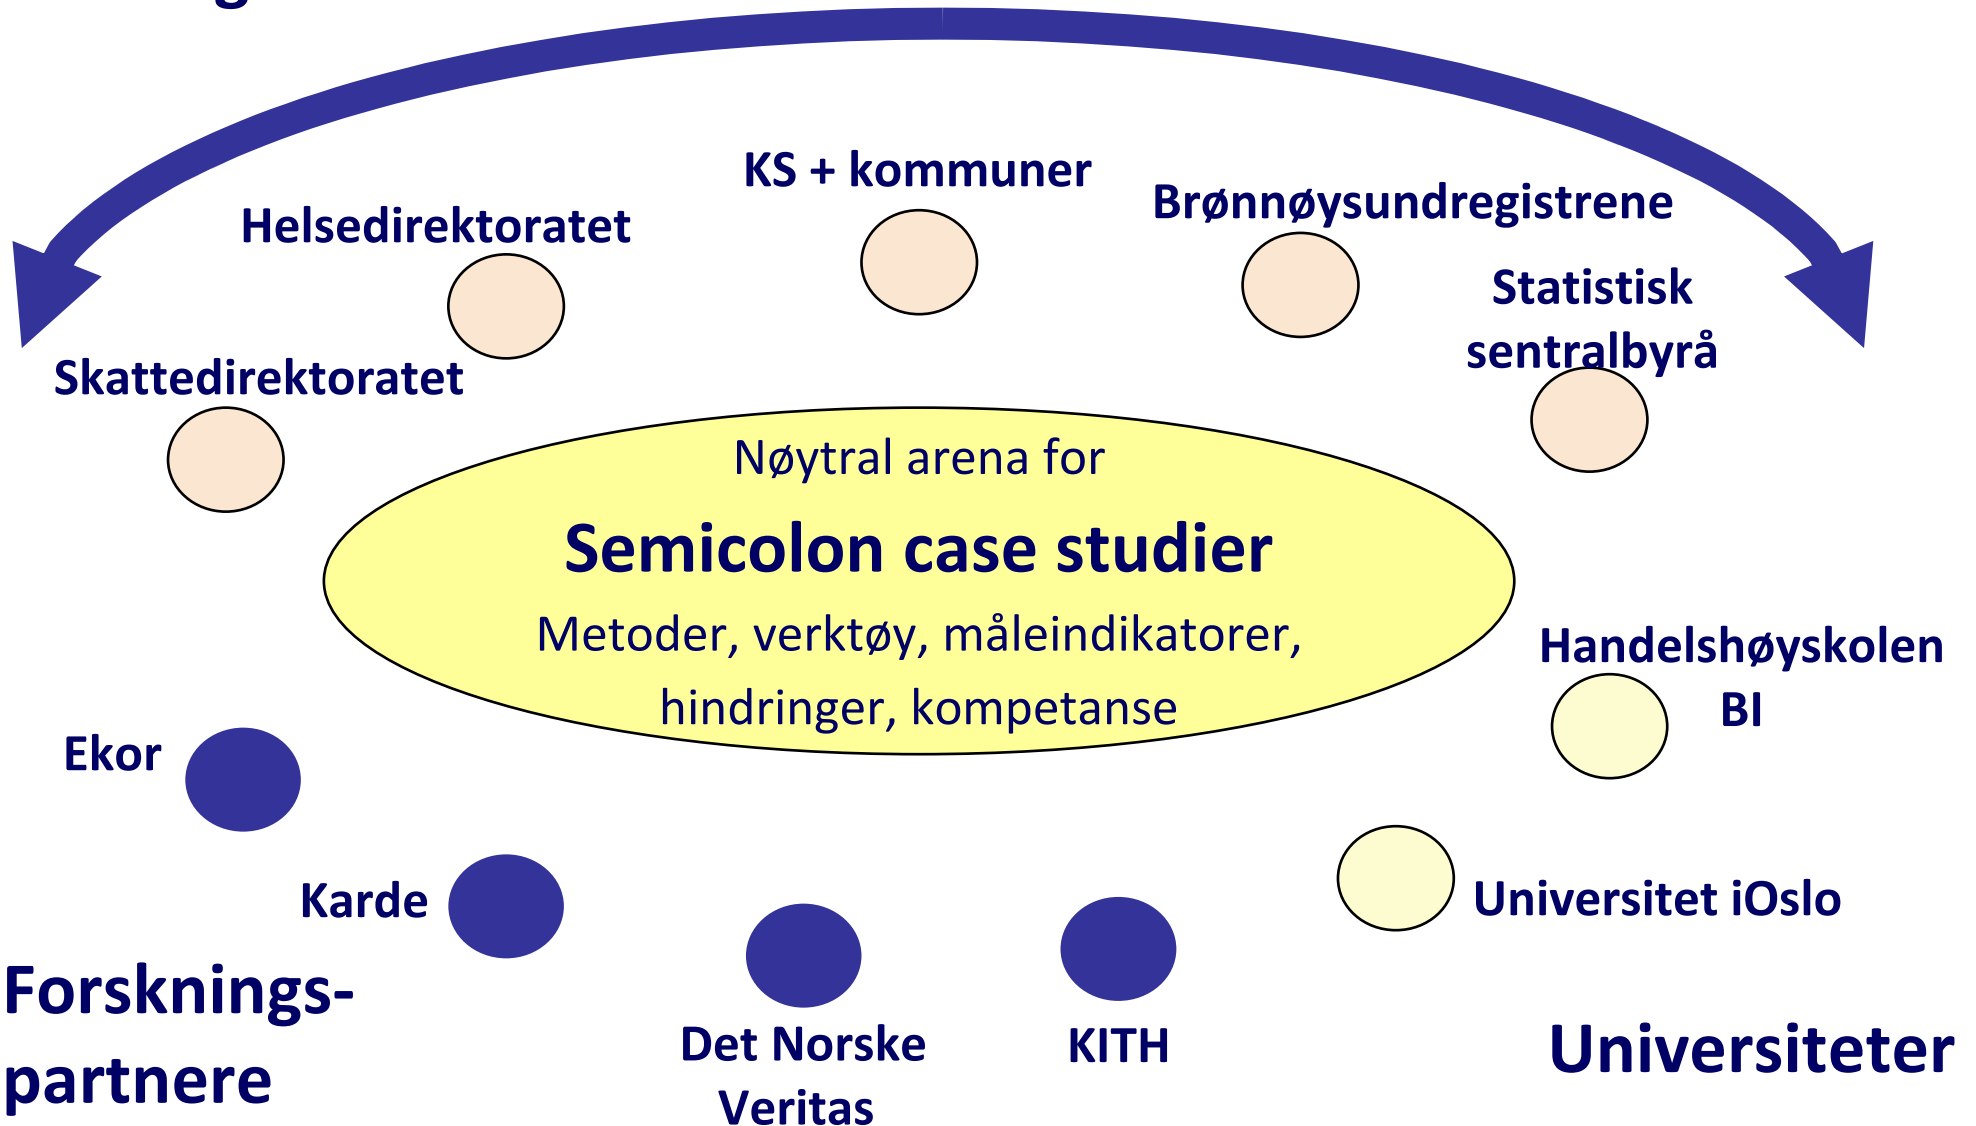 KS + kommuner
Brønnøysundregistrene
Helsedirektoratet
Statistisk
sentralbyrå
Skattedirektoratet
Nøytral arena for
Semicolon case studier
Metoder, verktøy, måleindikatorer,
hindringer, kompetanse
Handelshøyskolen
BI
Ekor
Karde
Universitet iOslo
Forsknings-
partnere
Det Norske
Veritas
KITH
Universiteter